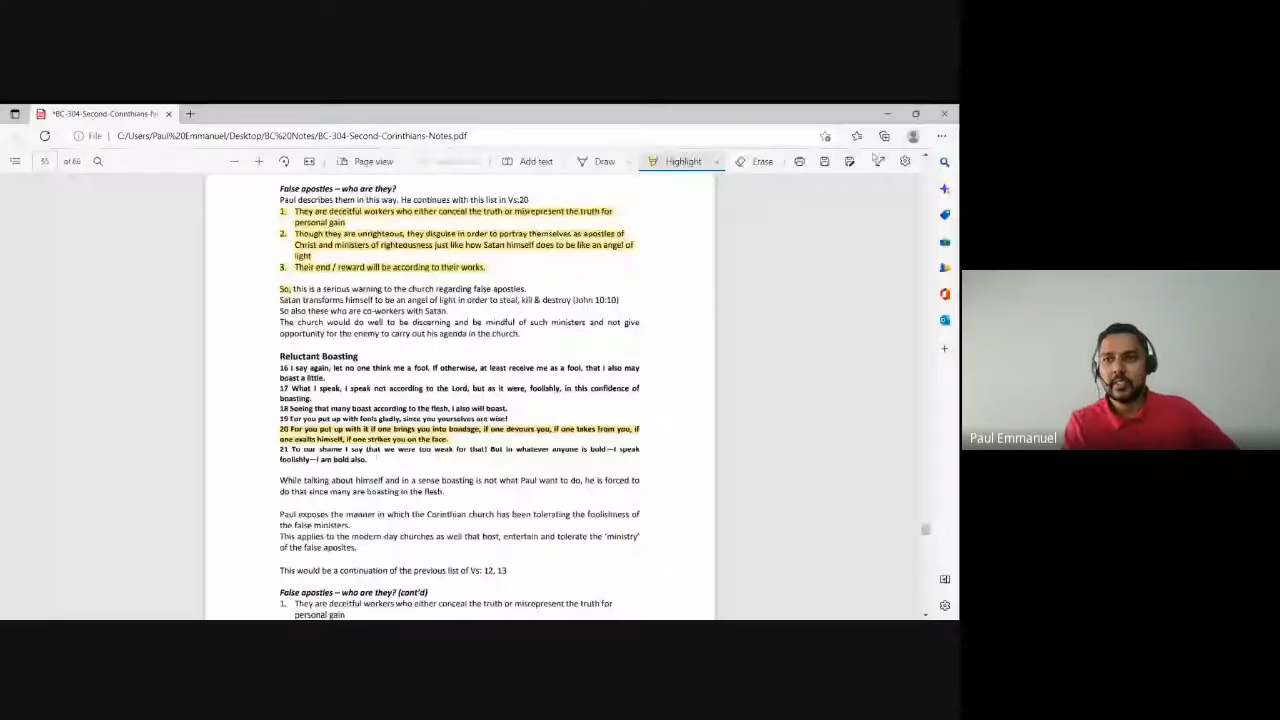 *BC-304-Second-Corinthians-N
File
C:/Users/Paul%20Emmanuel/Desktop/BC%20Notes/BC-304-Second-Corinthians-Notes.pdf
55 of 66
Page view
Add text
Draw
Highlight
Erase
False apostles – who are they?
Paul describes them in this way. He continues with this list in Vs:20
1. They are deceitful workers who either conceal the truth or misrepresent the truth for
personal gain
2. Though they are unrighteous, they disguise in order to portray themselves as apostles of
Christ and ministers of righteousness just like how Satan himself does to be like an angel of
light
3. Their end / reward will be according to their works.
So, this is a serious warning to the church regarding false apostles.
Satan transforms himself to be an angel of light in order to steal, kill & destroy (John 10:10)
So also these who are co-workers with Satan.
The church would do well to be discerning and be mindful of such ministers and not give
opportunity for the enemy to carry out his agenda in the church.
Reluctant Boasting
16 I say again, let no one think me a fool. If otherwise, at least receive me as a fool, that I also may
boast a little.
17 What I speak, I speak not according to the Lord, but as it were, foolishly, in this confidence of
boasting.
18 Seeing that many boast according to the flesh, I also will boast.
19 For you put up with fools gladly, since you yourselves are wise!
20 For you put up with it if one brings you into bondage, if one devours you, if one takes from you, if
one exalts himself, if one strikes you on the face.
21 To our shame I say that we were too weak for that! But in whatever anyone is bold—I speak
foolishly—I am bold also.
While talking about himself and in a sense boasting is not what Paul want to do, he is forced to
do that since many are boasting in the flesh.
Paul exposes the manner in which the Corinthian church has been tolerating the foolishness of
the false ministers.
This applies to the modern-day churches as well that host, entertain and tolerate the 'ministry'
of the false apostles.
This would be a continuation of the previous list of Vs: 12, 13
False apostles – who are they? (cont'd)
1. They are deceitful workers who either conceal the truth or misrepresent the truth for
personal gain
Paul Emmanuel